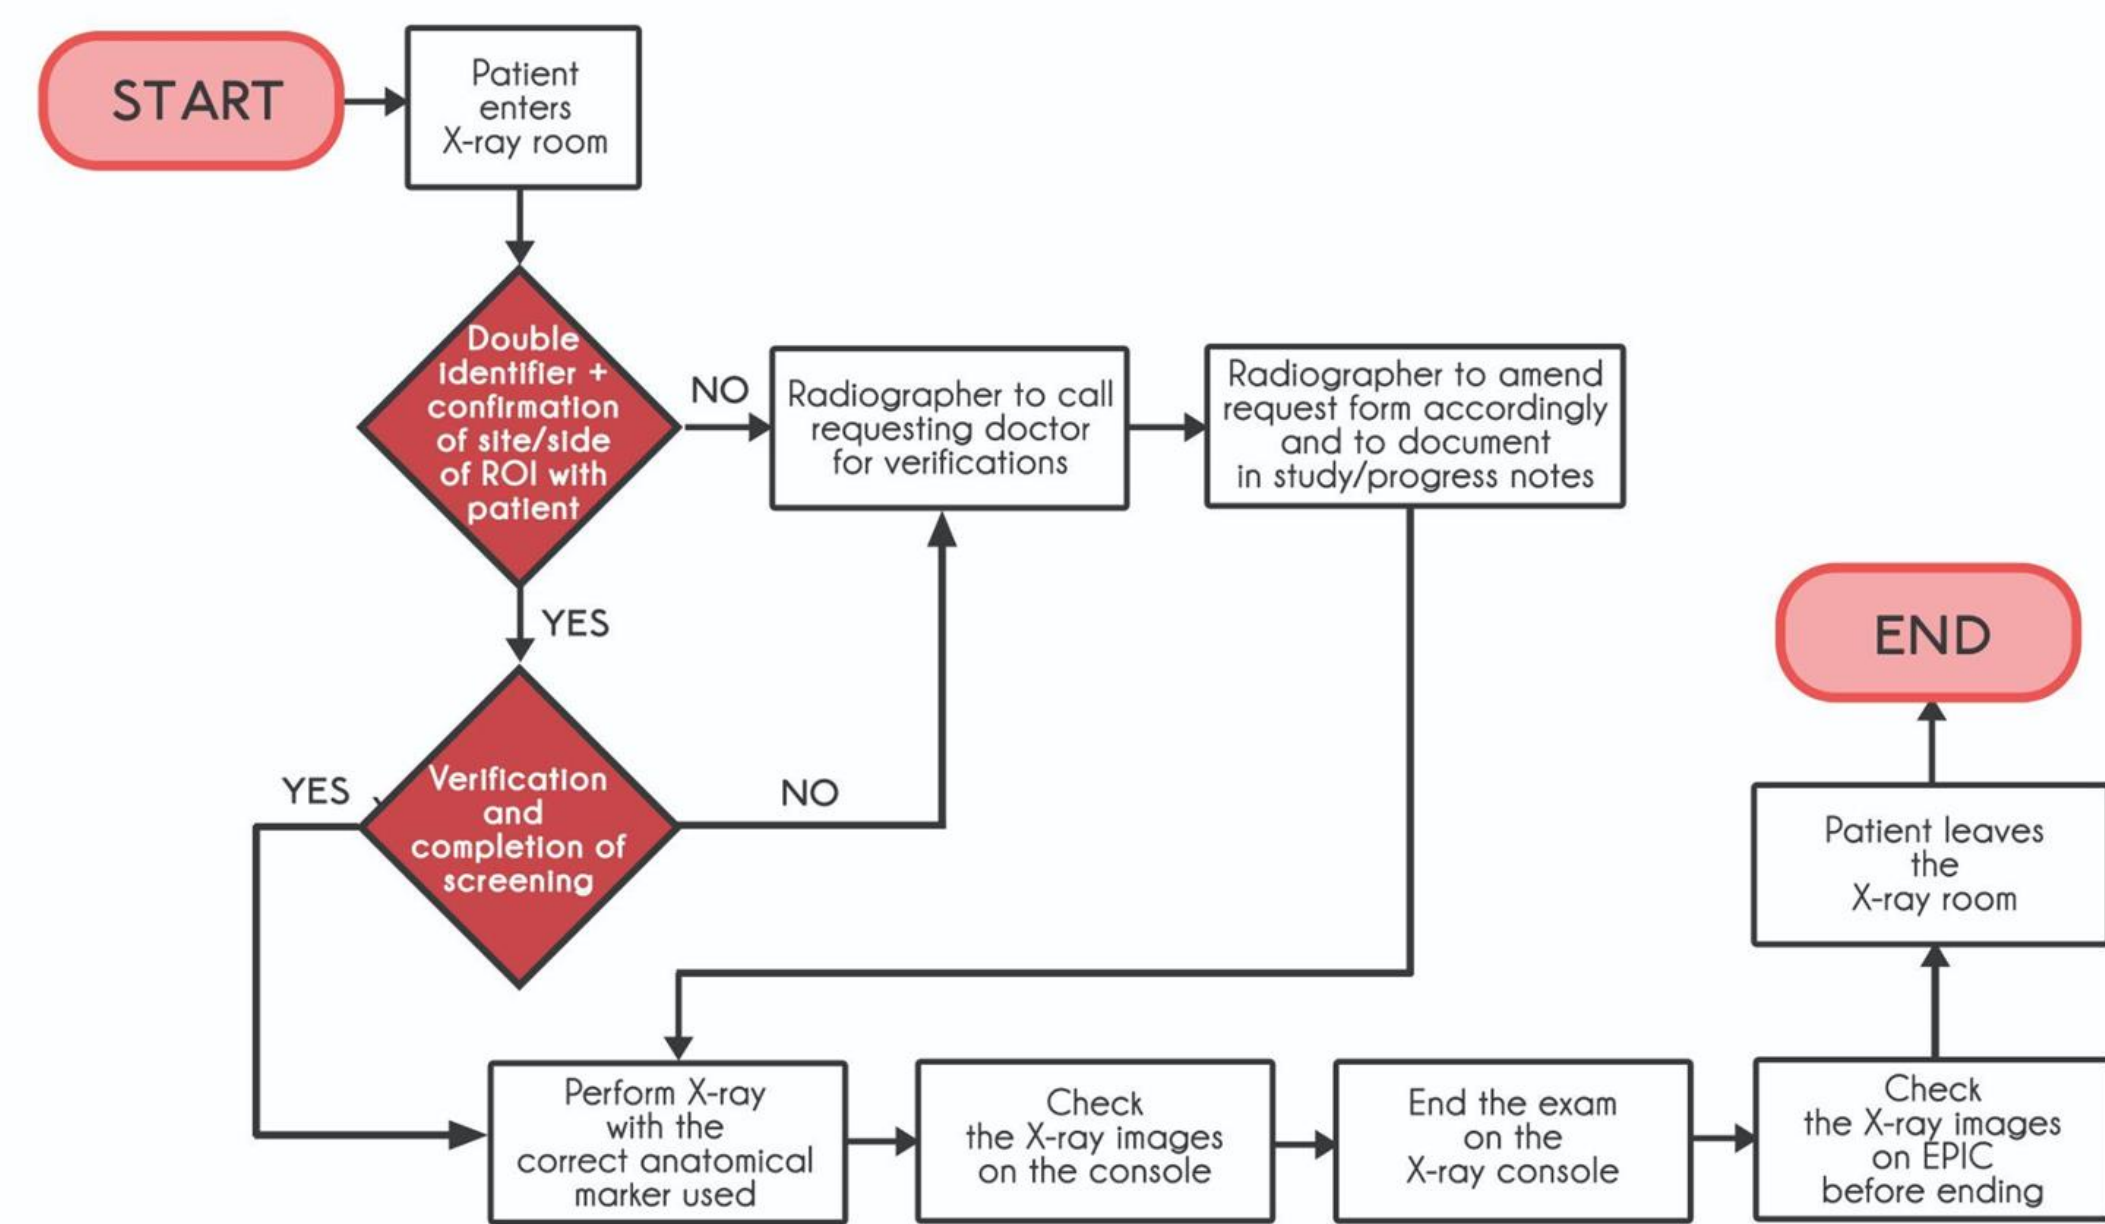 START
Patient
enters
X-ray room
Double
identifier +
confirmation
of site/side
of ROI with
patient
NO
Radiographer to call
requesting doctor
for verifications
Radiographer to amend
request form accordingly
and to document
in study/progress notes
YES
Verification
and
completion of
screening
YES
NO
Perform X-ray
with the
correct anatomical
marker used
Check
the X-ray images
on the console
End the exam
on the
X-ray console
Check
the X-ray images
on EPIC
before ending
Patient leaves
the
X-ray room
END